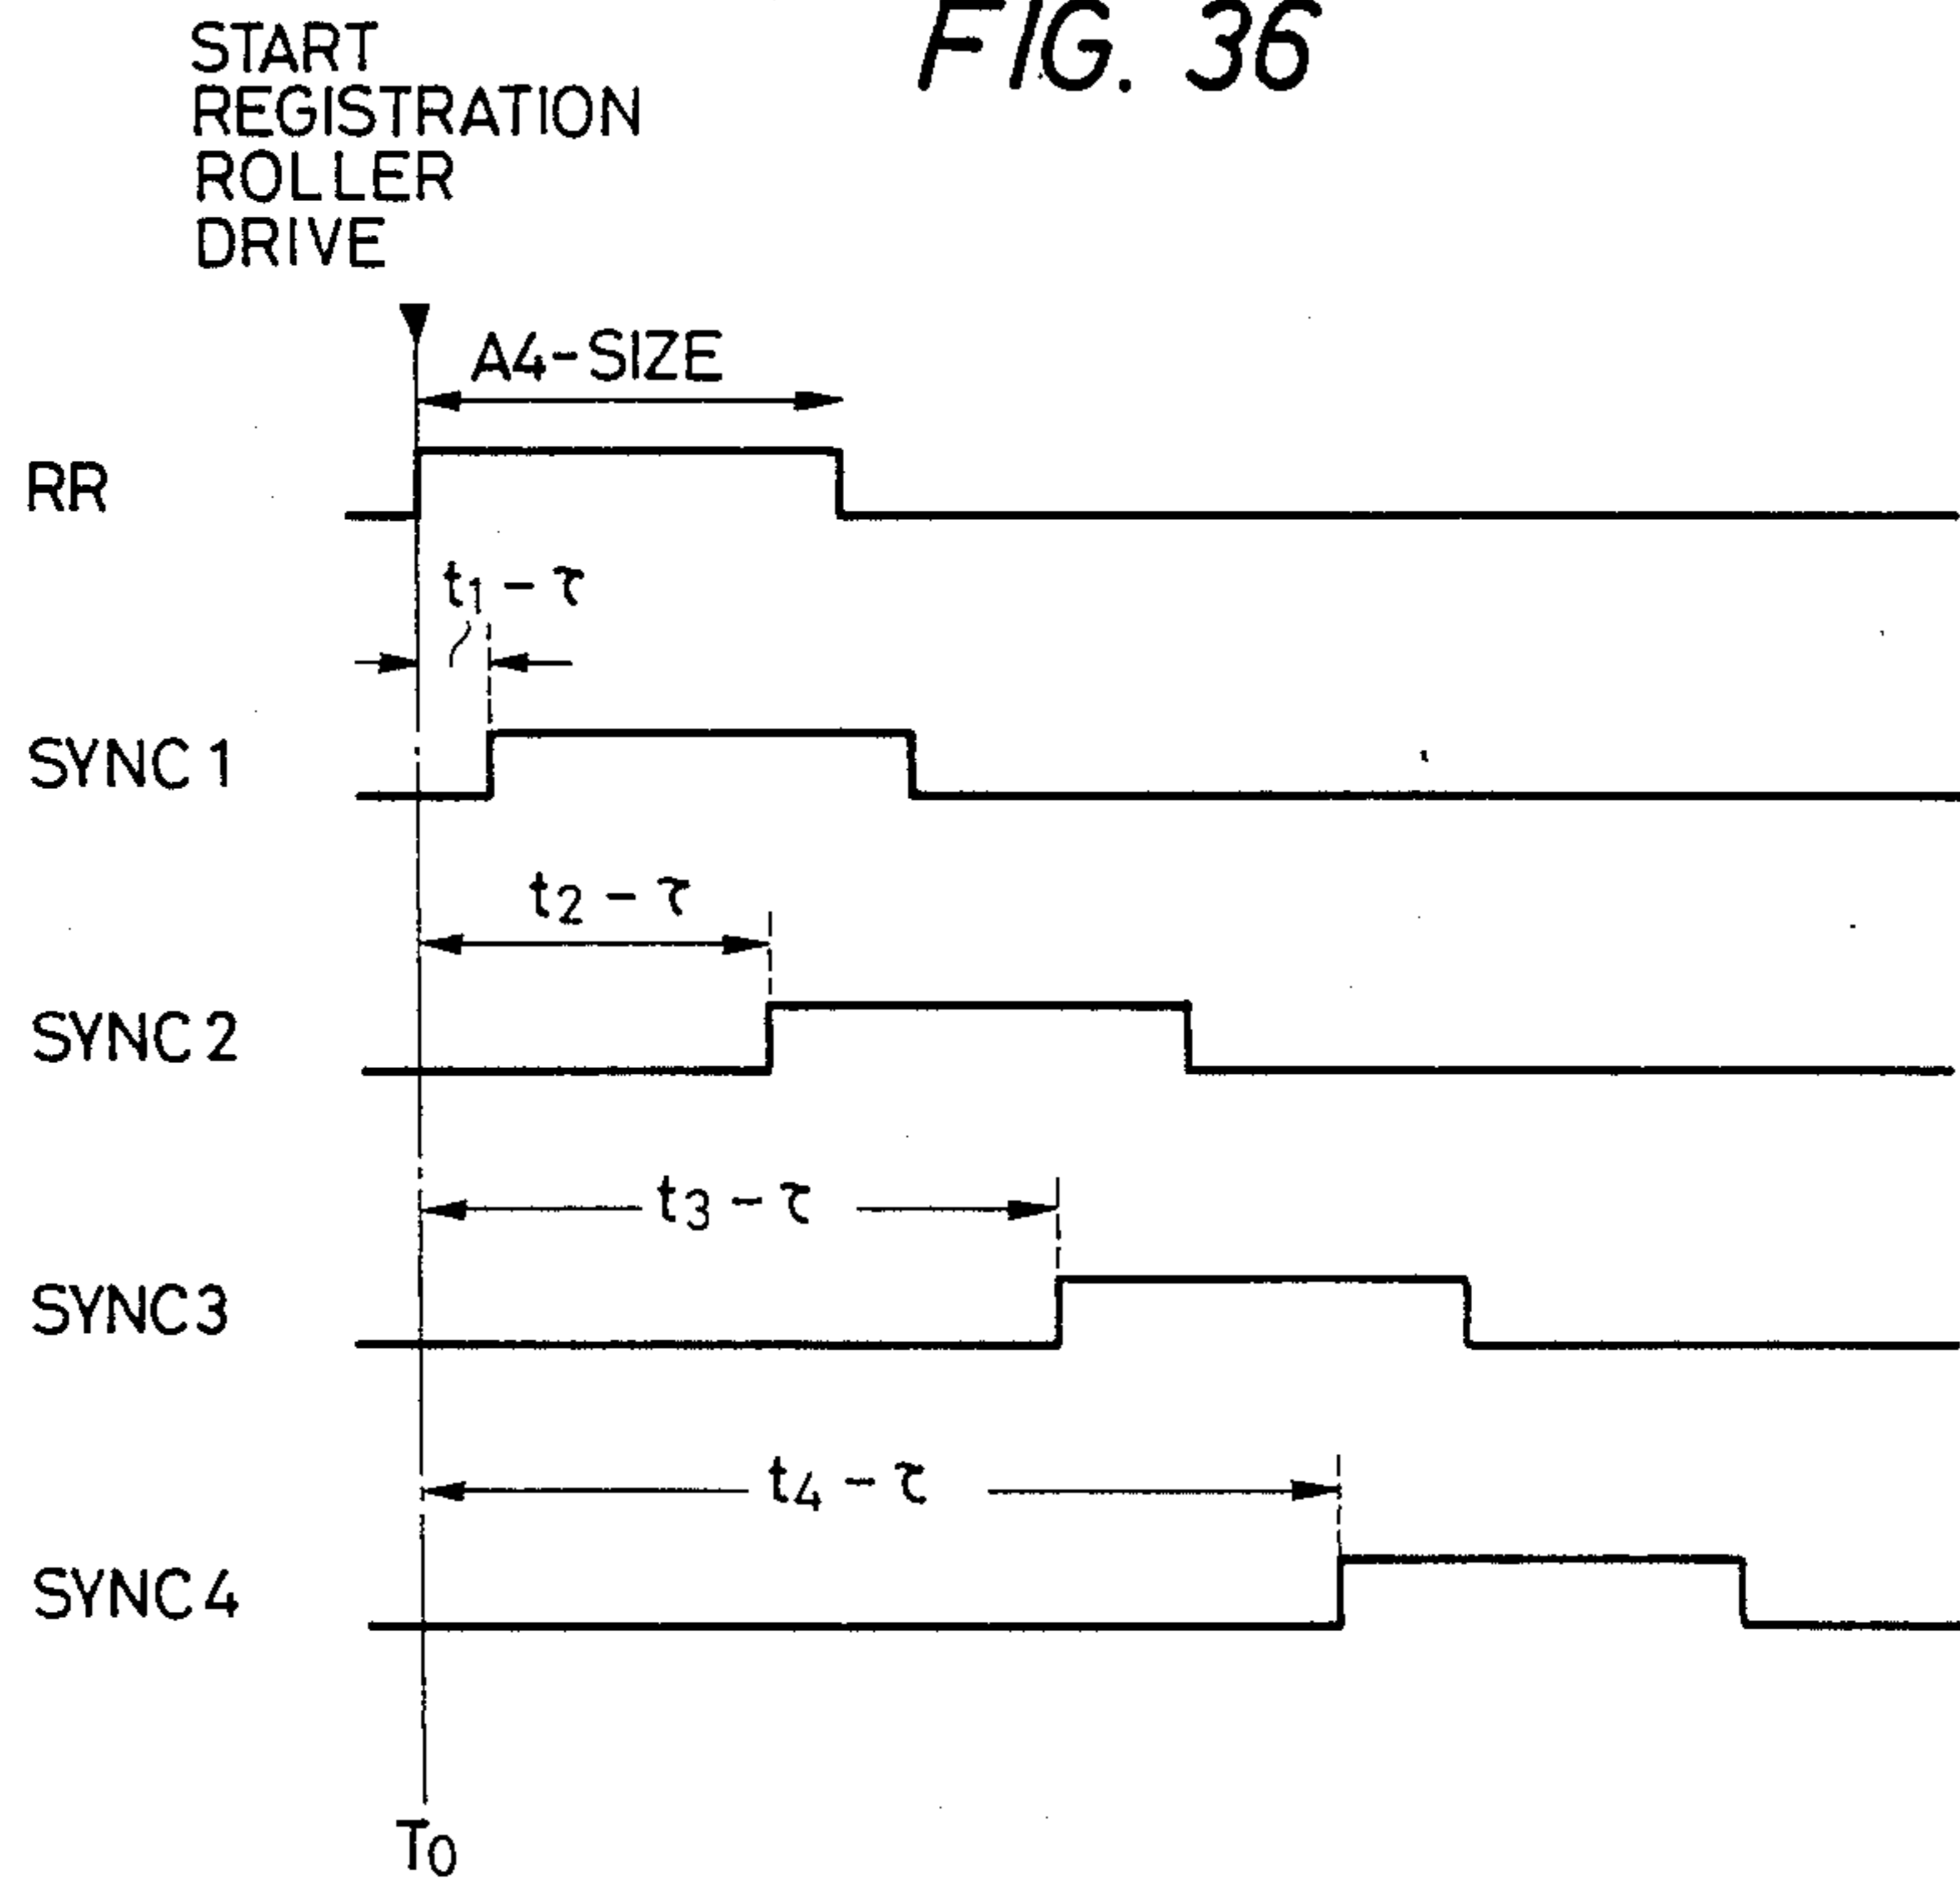 FIG. 36
START
REGISTRATION
ROLLER
DRIVE
A4-SIZE
RR
t1 - τ
SYNC 1
t2 - τ
SYNC 2
t3 - τ
SYNC 3
t4 - τ
SYNC 4
T0